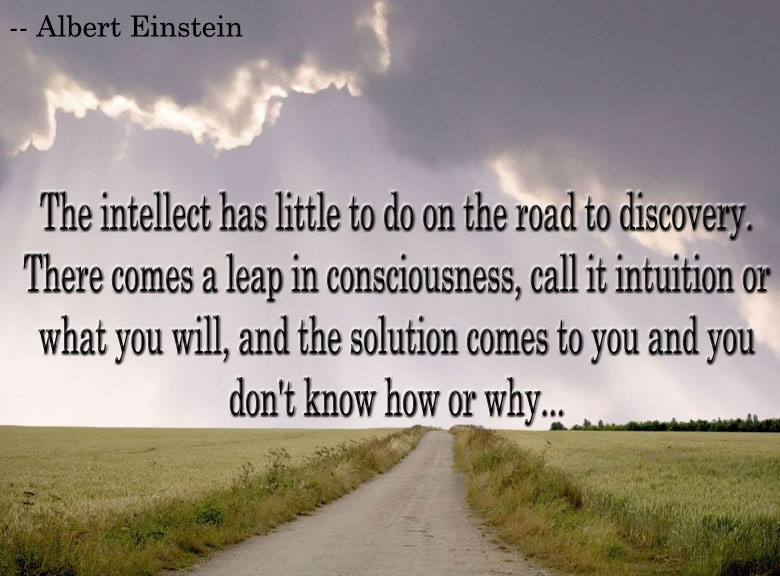 -- Albert Einstein
The intellect has little to do on the road to discovery.
There comes a leap in consciousness, call it intuition or
what you will, and the solution comes to you and you
don't know how or why...